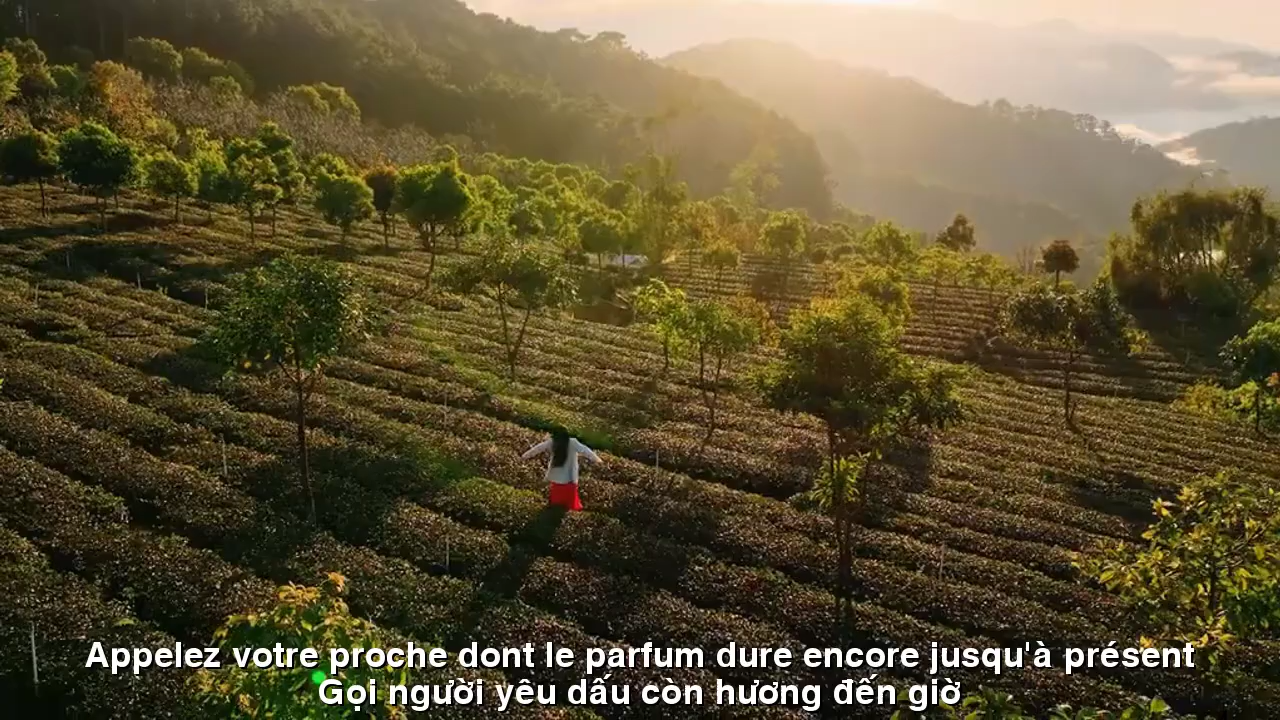 Appelez votre proche dont le parfum dure encore jusqu'à présent
Gọi người yêu dấu còn hương đến giờ